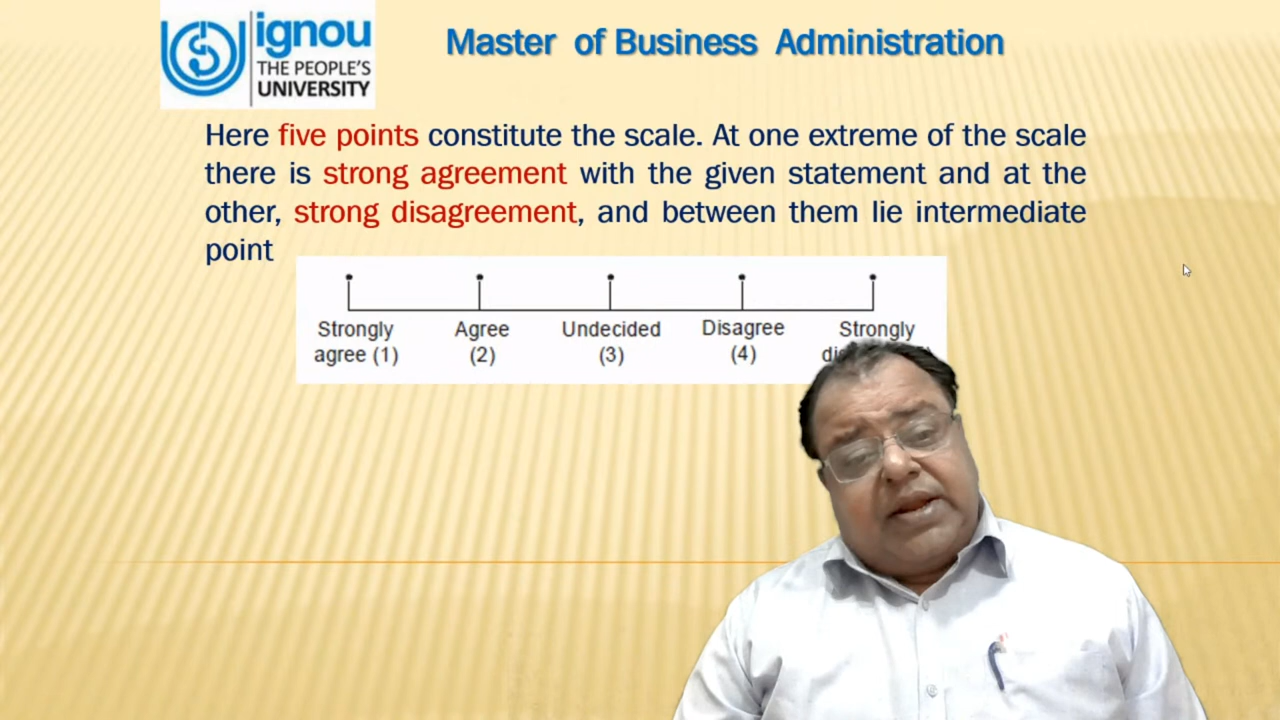 ignou
THE PEOPLE'S
UNIVERSITY
Master of Business Administration
Here five points constitute the scale. At one extreme of the scale
there is strong agreement with the given statement and at the
other, strong disagreement, and between them lie intermediate
point
Strongly Agree Undecided Disagree Strongly
agree (1) (2) (3) (4)